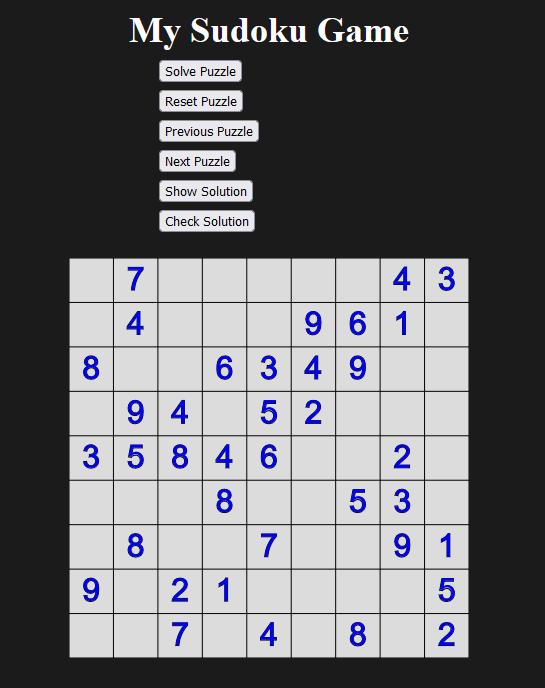 My Sudoku Game
Solve Puzzle
Reset Puzzle
Previous Puzzle
Next Puzzle
Show Solution
Check Solution
7 4 3
4 9 6 1
8 6 3 4 9
9 4 5 2
3 5 8 4 6 2
8 5 3
8 7 9 1
9 2 1 5
7 4 8 2